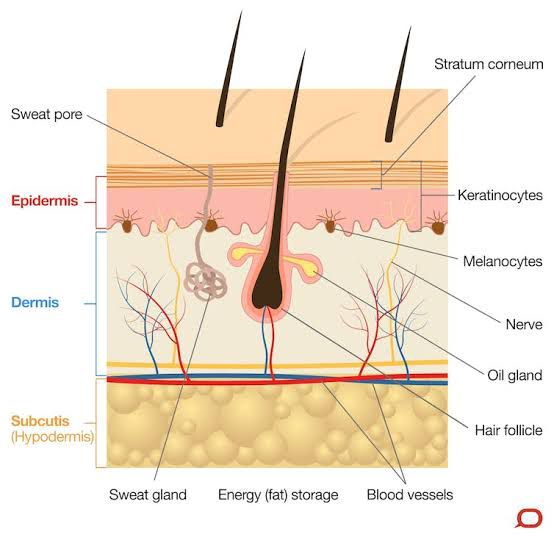 Stratum corneum
Sweat pore
Epidermis
Keratinocytes
Melanocytes
Dermis
Nerve
Oil gland
Subcutis
(Hypodermis)
Hair follicle
Sweat gland
Energy (fat) storage
Blood vessels